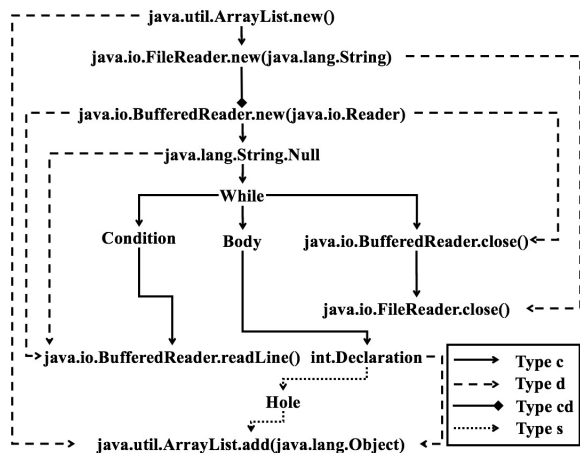 java.util.ArrayList.new()
java.io.FileReader.new(java.lang.String)
java.io.BufferedReader.new(java.io.Reader)
java.lang.String.Null
While
Condition
Body
java.io.BufferedReader.close()
java.io.FileReader.close()
java.io.BufferedReader.readLine()
int.Declaration
Hole
java.util.ArrayList.add(java.lang.Object)
Type c
Type d
Type cd
Type s